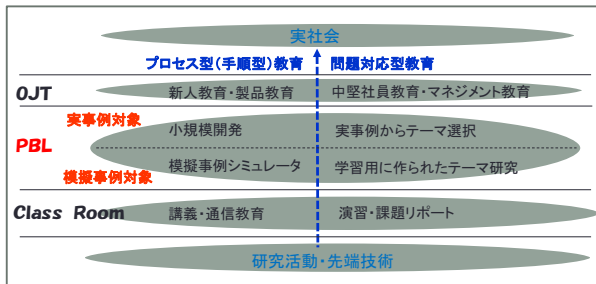 実社会
プロセス型(手順型)教育 問題対応型教育
OJT 新人教育・製品教育 中堅社員教育・マネジメント教育
実事例対象 小規模開発 実事例からテーマ選択
PBL
模擬事例対象 模擬事例シミュレータ 学習用に作られたテーマ研究
Class Room 講義・通信教育 演習・課題リポート
研究活動・先端技術